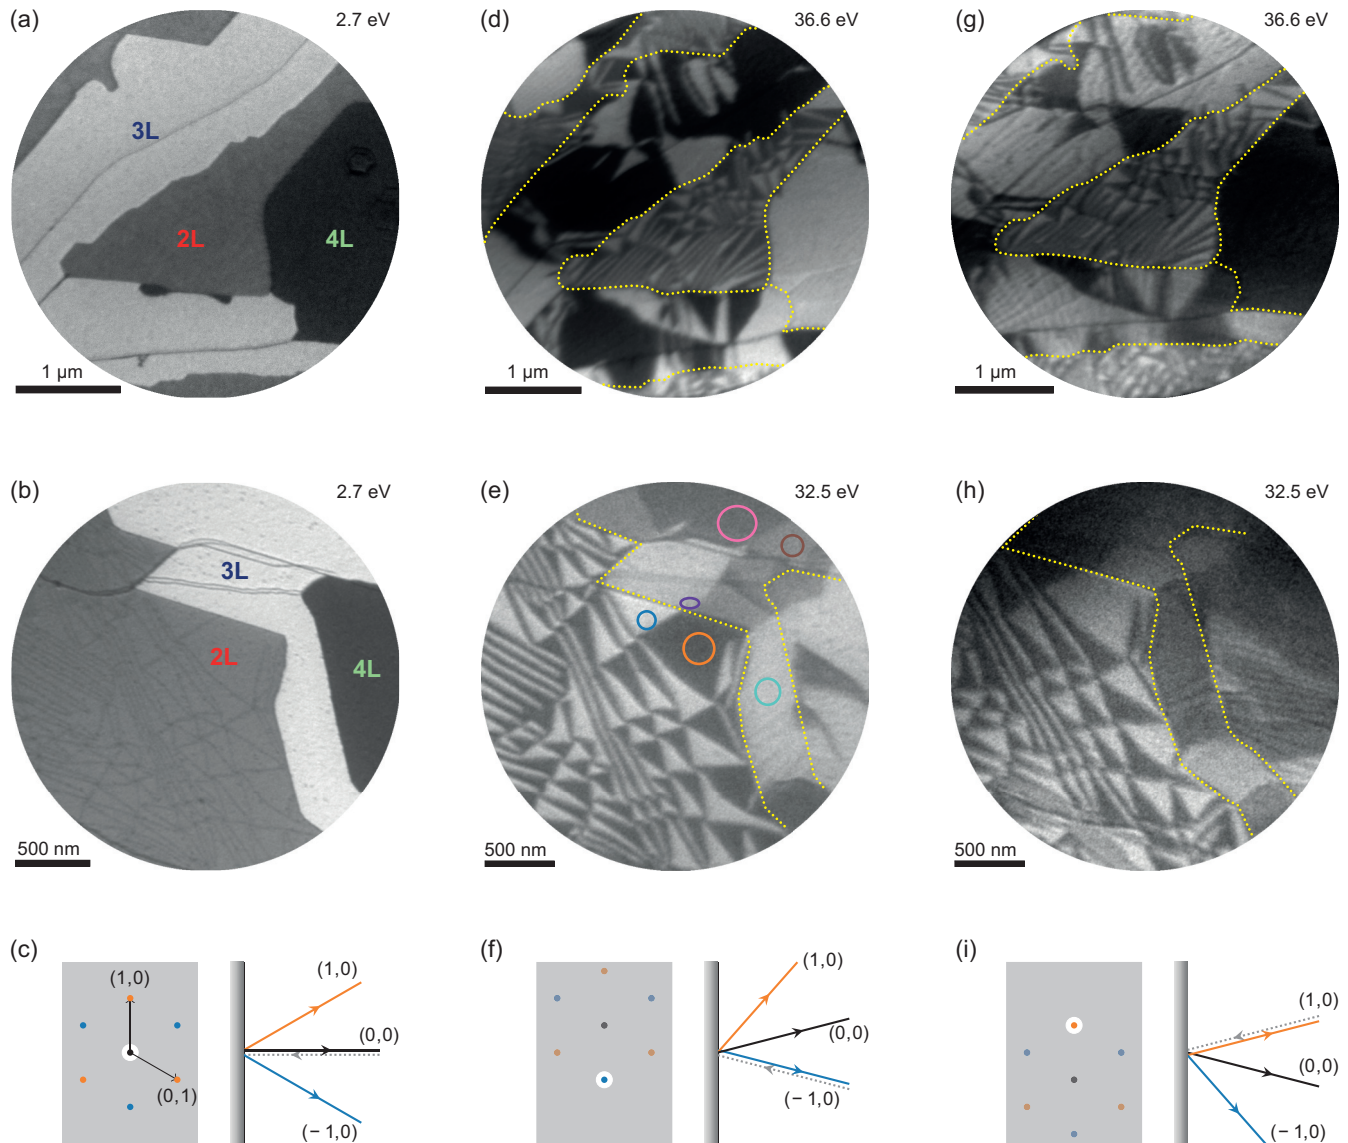 (a) 2.7 eV
3L
2L
4L
1 µm
(d) 36.6 eV
1 µm
(g) 36.6 eV
1 µm
(b) 2.7 eV
3L
2L
4L
500 nm
(e) 32.5 eV
500 nm
(h) 32.5 eV
500 nm
(c)
(1,0)
(0,1)
(1,0)
(0,0)
(−1,0)
(f)
(1,0)
(0,0)
(−1,0)
(i)
(1,0)
(0,0)
(−1,0)